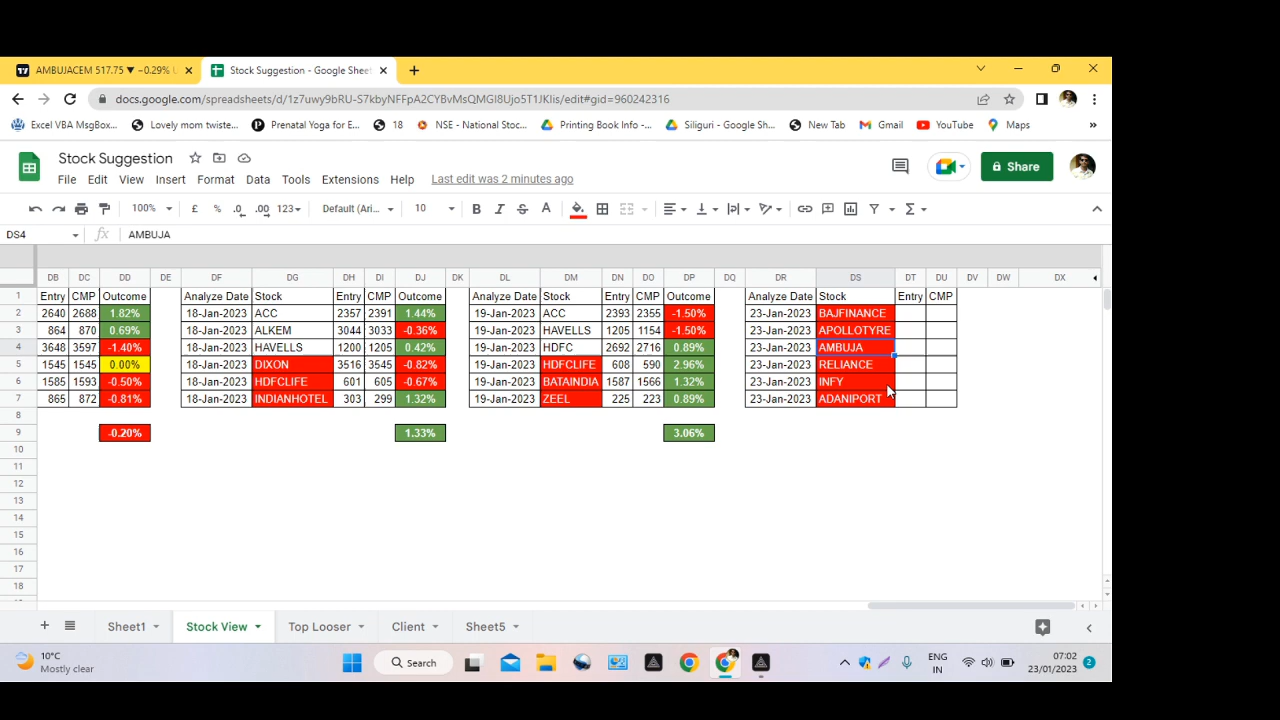 AMBUJACEM 517.75 ▼ −0.29% U
Stock Suggestion - Google Sheet
docs.google.com/spreadsheets/d/1z7uwy9bRU-S7kbyNFFpA2CYBvMsQMGI8Ujo5T1JKIis/edit#gid=960242316
Excel VBA MsgBox... Lovely mom twiste... Prenatal Yoga for E... 18 NSE - National Stoc... Printing Book Info -... Siliguri - Google Sh... New Tab Gmail YouTube Maps »
Stock Suggestion
Share
File Edit View Insert Format Data Tools Extensions Help Last edit was 2 minutes ago
100% £ % .0 .00 123 Default (Ari... 10 B I S A Σ
DS4 fx AMBUJA
DB DC DD DE DF DG DH DI DJ DK DL DM DN DO DP DQ DR DS DT DU DV DW DX
1 Entry CMP Outcome Analyze Date Stock Entry CMP Outcome Analyze Date Stock Entry CMP Outcome Analyze Date Stock Entry CMP
2 2640 2688 1.82% 18-Jan-2023 ACC 2357 2391 1.44% 19-Jan-2023 ACC 2393 2355 -1.50% 23-Jan-2023 BAJFINANCE
3 864 870 0.69% 18-Jan-2023 ALKEM 3044 3033 -0.36% 19-Jan-2023 HAVELLS 1205 1154 -1.50% 23-Jan-2023 APOLLOTYRE
4 3648 3597 -1.40% 18-Jan-2023 HAVELLS 1200 1205 0.42% 19-Jan-2023 HDFC 2692 2716 0.89% 23-Jan-2023 AMBUJA
5 1545 1545 0.00% 18-Jan-2023 DIXON 3516 3545 -0.82% 19-Jan-2023 HDFCLIFE 608 590 2.96% 23-Jan-2023 RELIANCE
6 1585 1593 -0.50% 18-Jan-2023 HDFCLIFE 601 605 -0.67% 19-Jan-2023 BATAINDIA 1587 1566 1.32% 23-Jan-2023 INFY
7 865 872 -0.81% 18-Jan-2023 INDIANHOTEL 303 299 1.32% 19-Jan-2023 ZEEL 225 223 0.89% 23-Jan-2023 ADANIPORT
9 -0.20% 1.33% 3.06%
10
11
12
13
14
15
16
17
18
Sheet1 Stock View Top Looser Client Sheet5
10°C
Mostly clear
Search
ENG
IN
07:02
23/01/2023
2